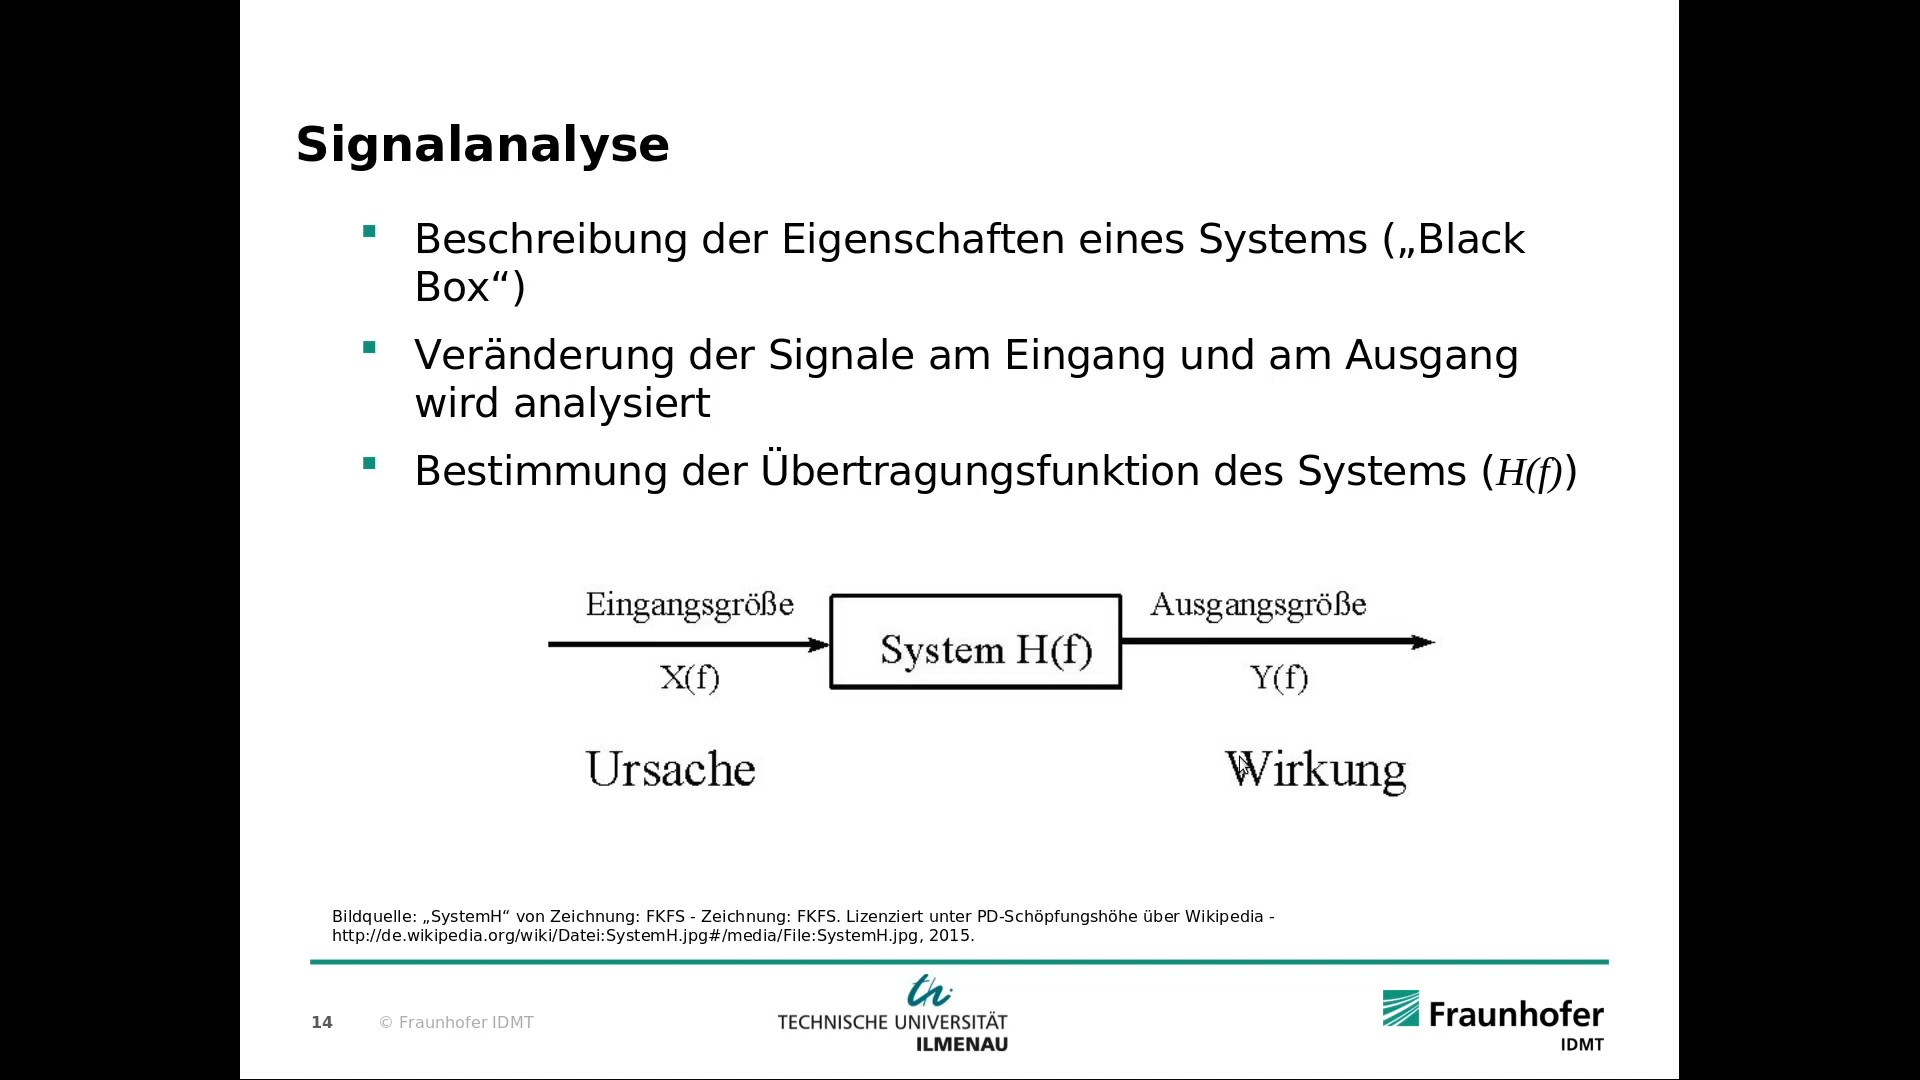 Signalanalyse
Beschreibung der Eigenschaften eines Systems („Black
Box“)
Veränderung der Signale am Eingang und am Ausgang
wird analysiert
Bestimmung der Übertragungsfunktion des Systems (H(f))
Eingangsgröße
X(f)
System H(f)
Ausgangsgröße
Y(f)
Ursache
Wirkung
Bildquelle: „SystemH“ von Zeichnung: FKFS - Zeichnung: FKFS. Lizenziert unter PD-Schöpfungshöhe über Wikipedia -
http://de.wikipedia.org/wiki/Datei:SystemH.jpg#/media/File:SystemH.jpg, 2015.
14
© Fraunhofer IDMT
th
TECHNISCHE UNIVERSITÄT
ILMENAU
Fraunhofer
IDMT